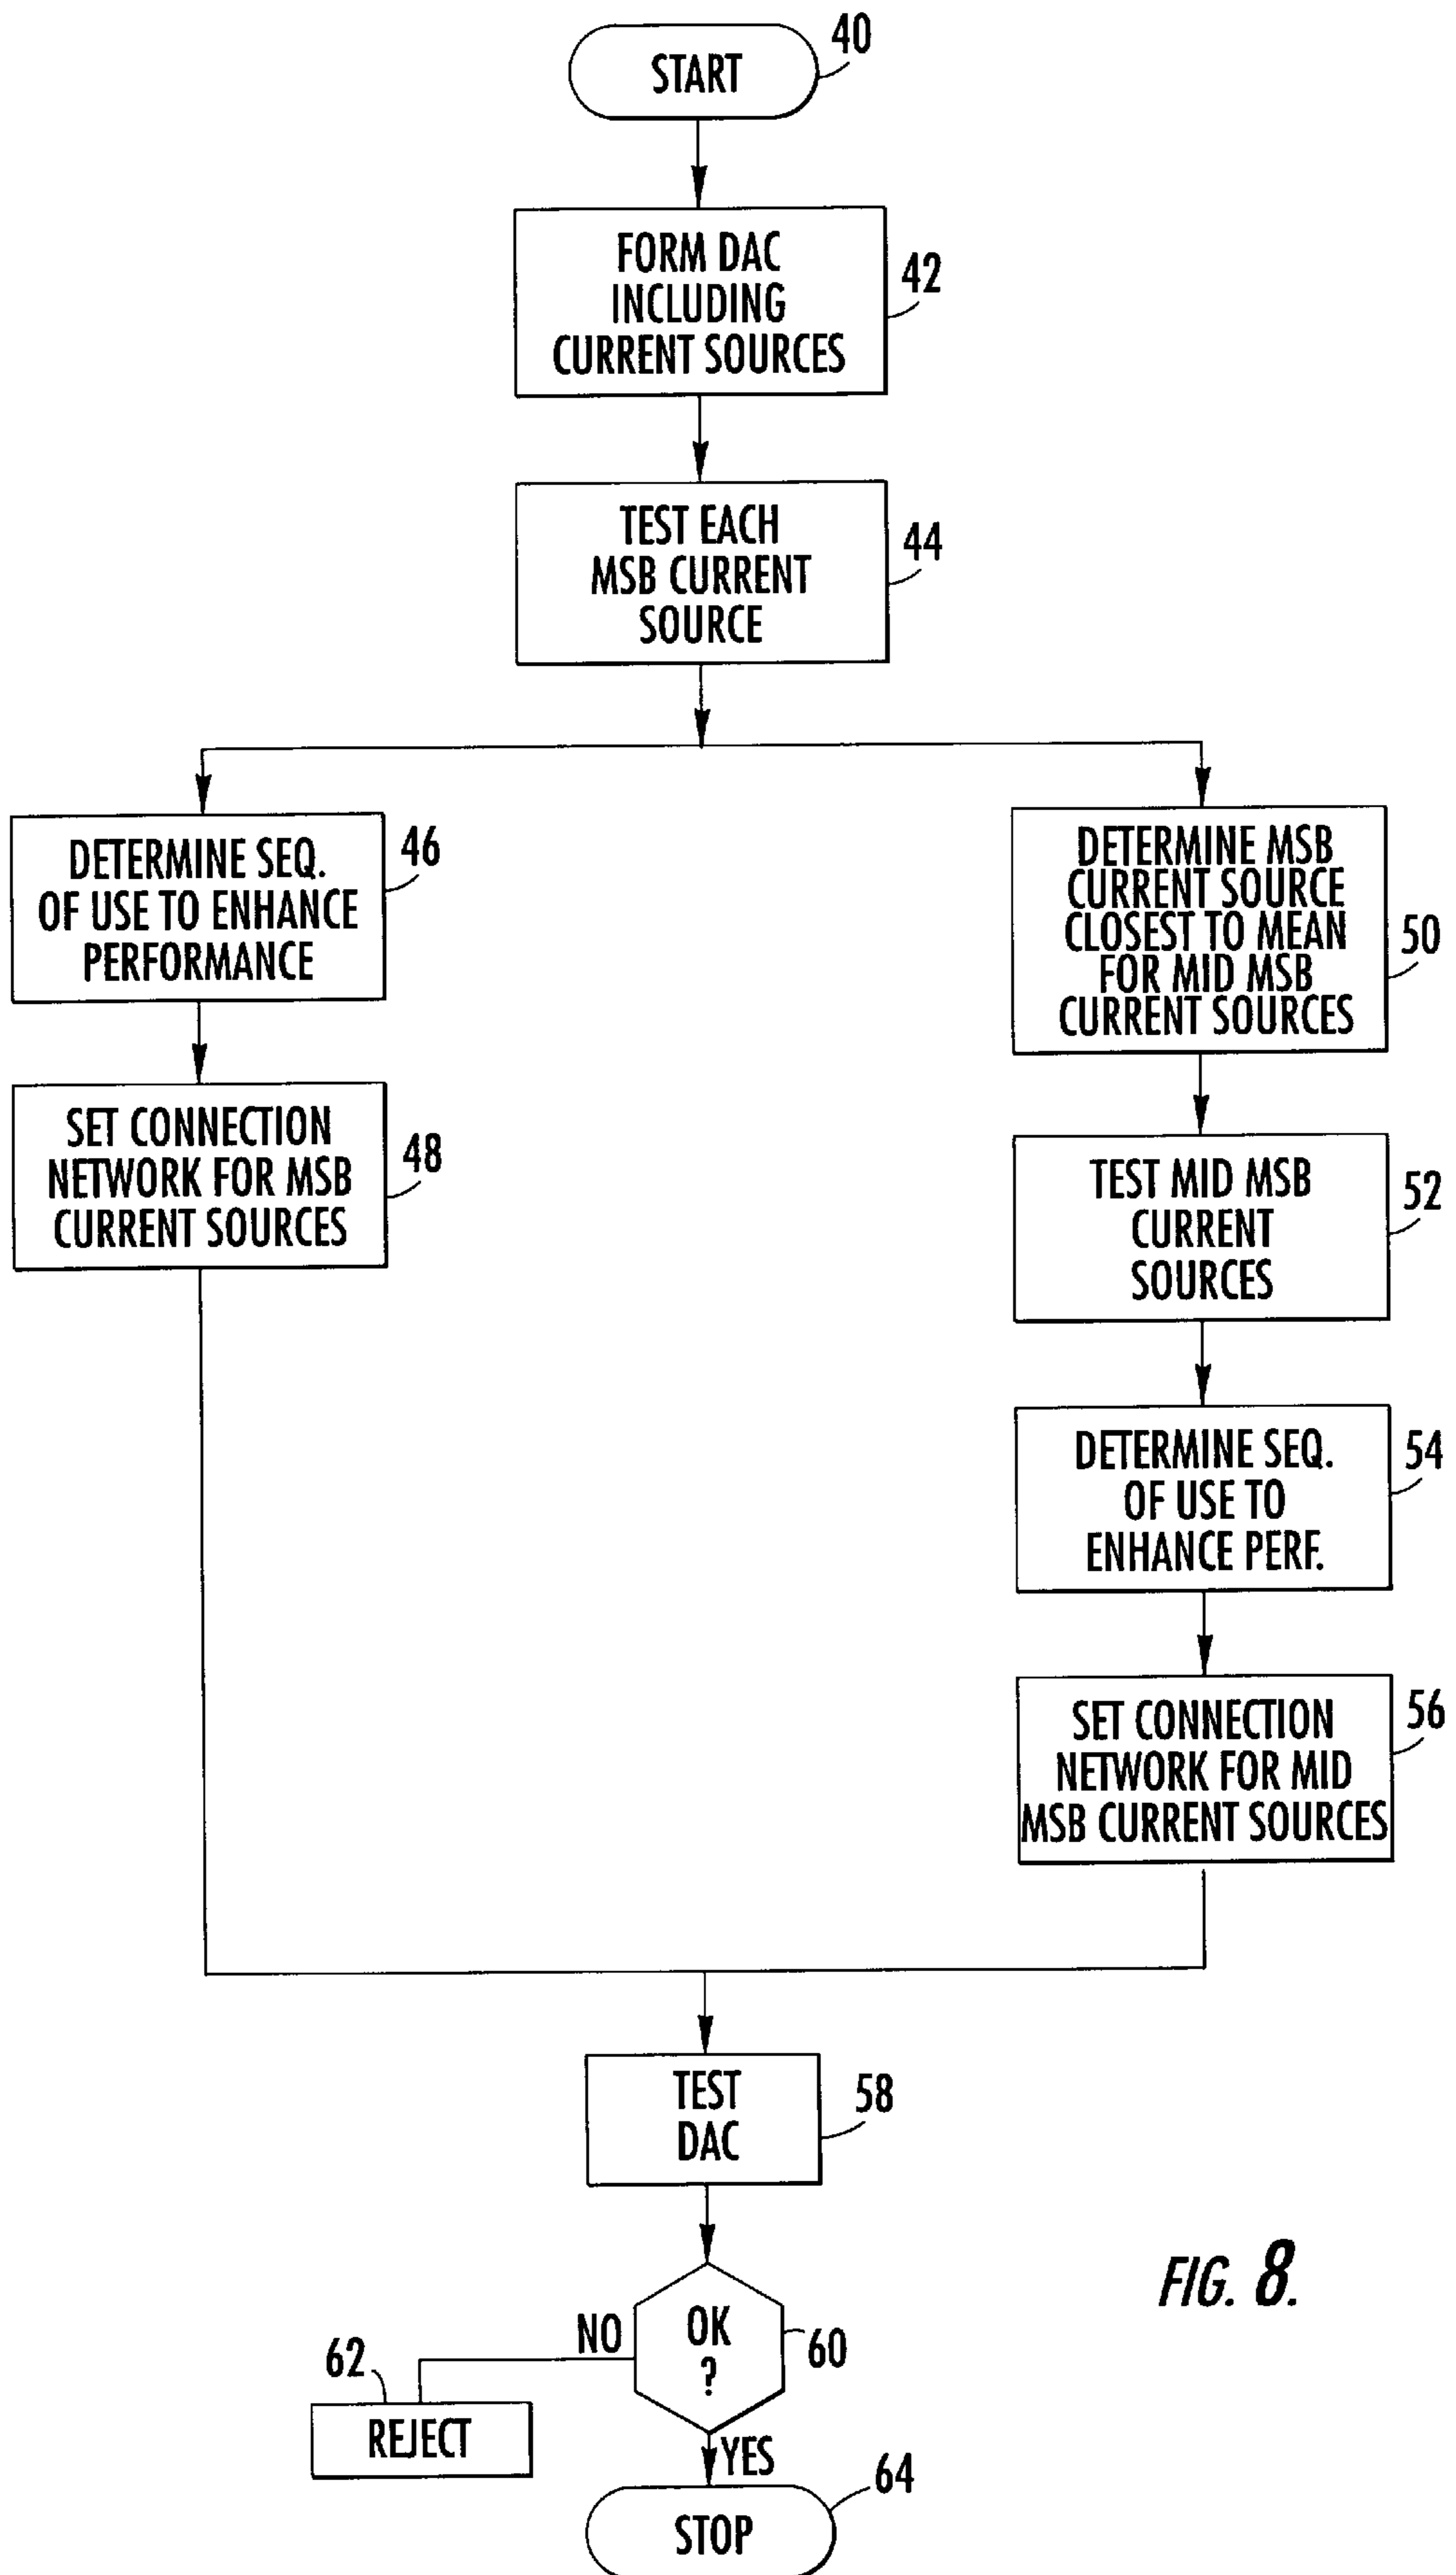 START
40
FORM DAC
INCLUDING
CURRENT SOURCES
42
TEST EACH
MSB CURRENT
SOURCE
44
DETERMINE SEQ.
OF USE TO ENHANCE
PERFORMANCE
46
SET CONNECTION
NETWORK FOR MSB
CURRENT SOURCES
48
DETERMINE MSB
CURRENT SOURCE
CLOSEST TO MEAN
FOR MID MSB
CURRENT SOURCES
50
TEST MID MSB
CURRENT
SOURCES
52
DETERMINE SEQ.
OF USE TO
ENHANCE PERF.
54
SET CONNECTION
NETWORK FOR MID
MSB CURRENT SOURCES
56
TEST
DAC
58
OK
?
60
NO
62
REJECT
YES
STOP
64
FIG. 8.